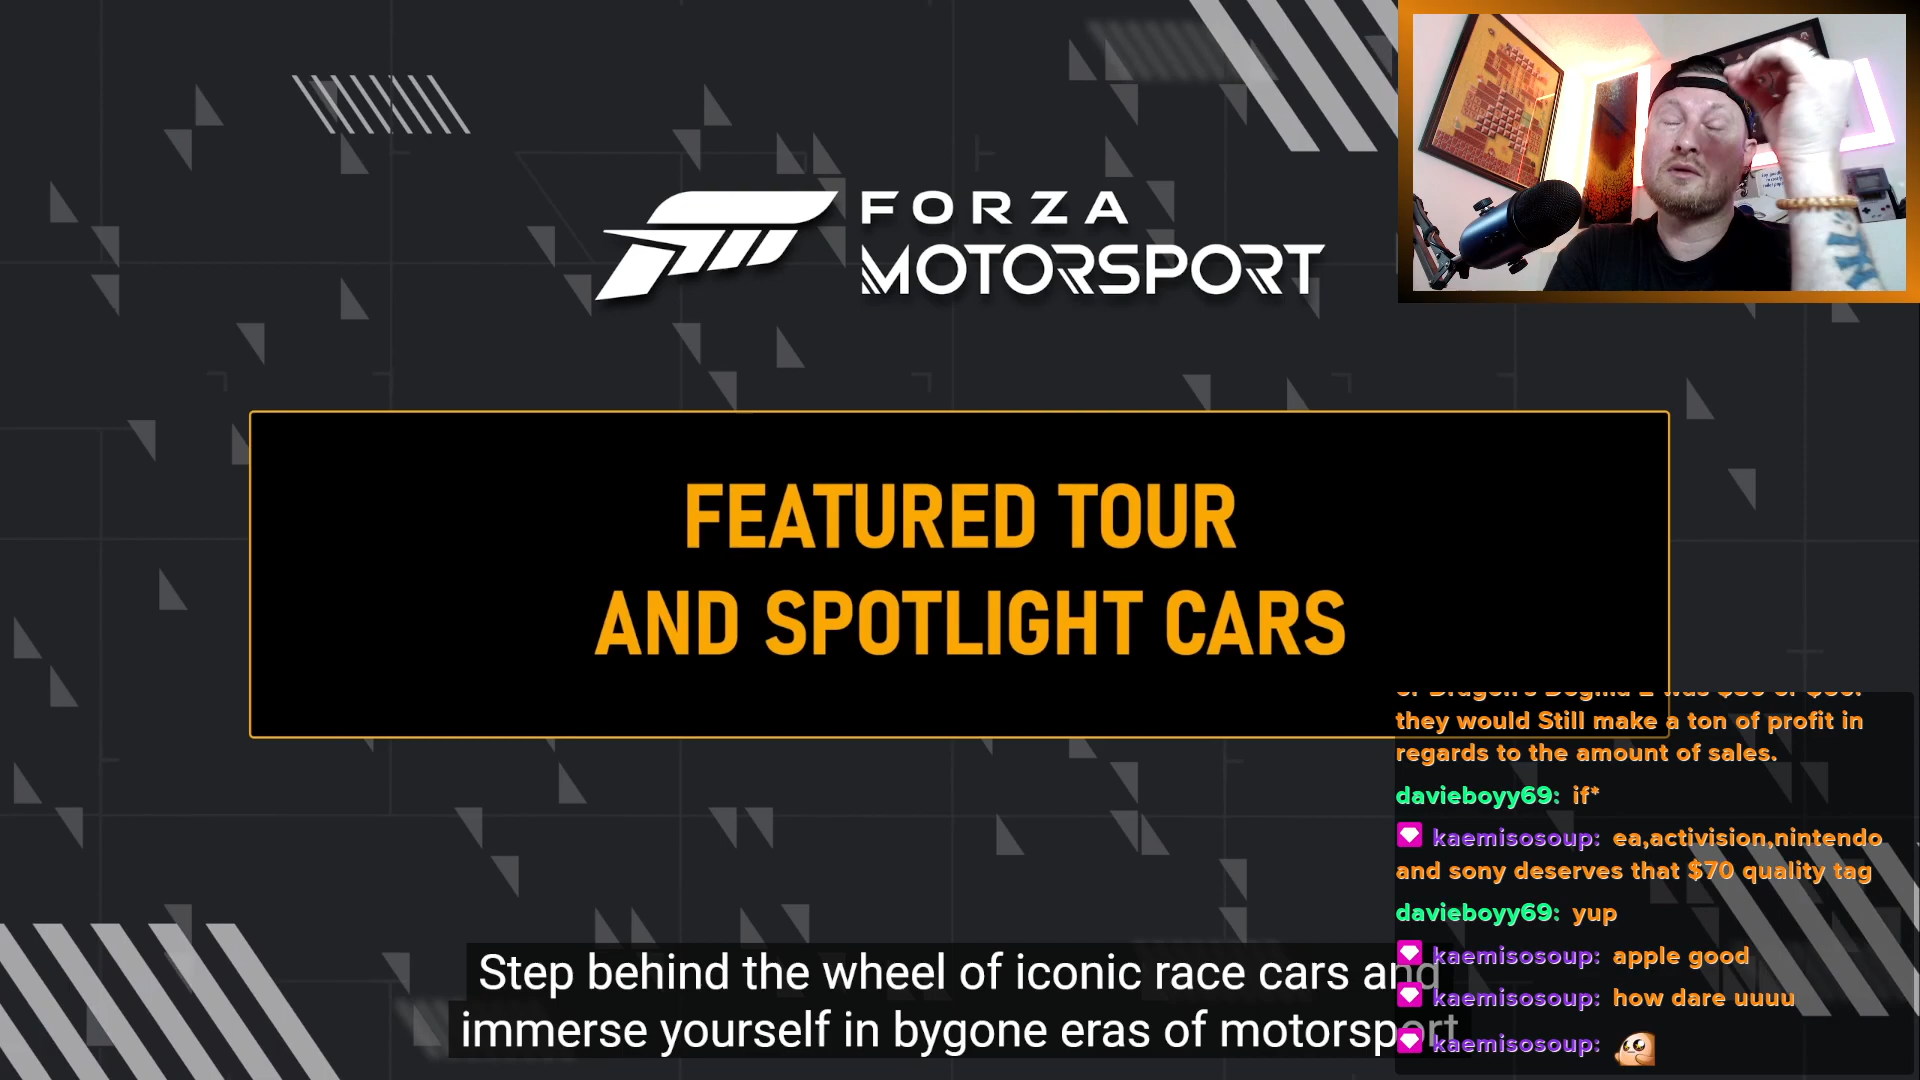 FORZA
MOTORSPORT
FEATURED TOUR
AND SPOTLIGHT CARS
they would Still make a ton of profit in
regards to the amount of sales.
davieboyy69: if*
kaemisosoup: ea,activision,nintendo
and sony deserves that $70 quality tag
davieboyy69: yup
kaemisosoup: apple good
kaemisosoup: how dare uuuu
kaemisosoup:
Step behind the wheel of iconic race cars and
immerse yourself in bygone eras of motorsport